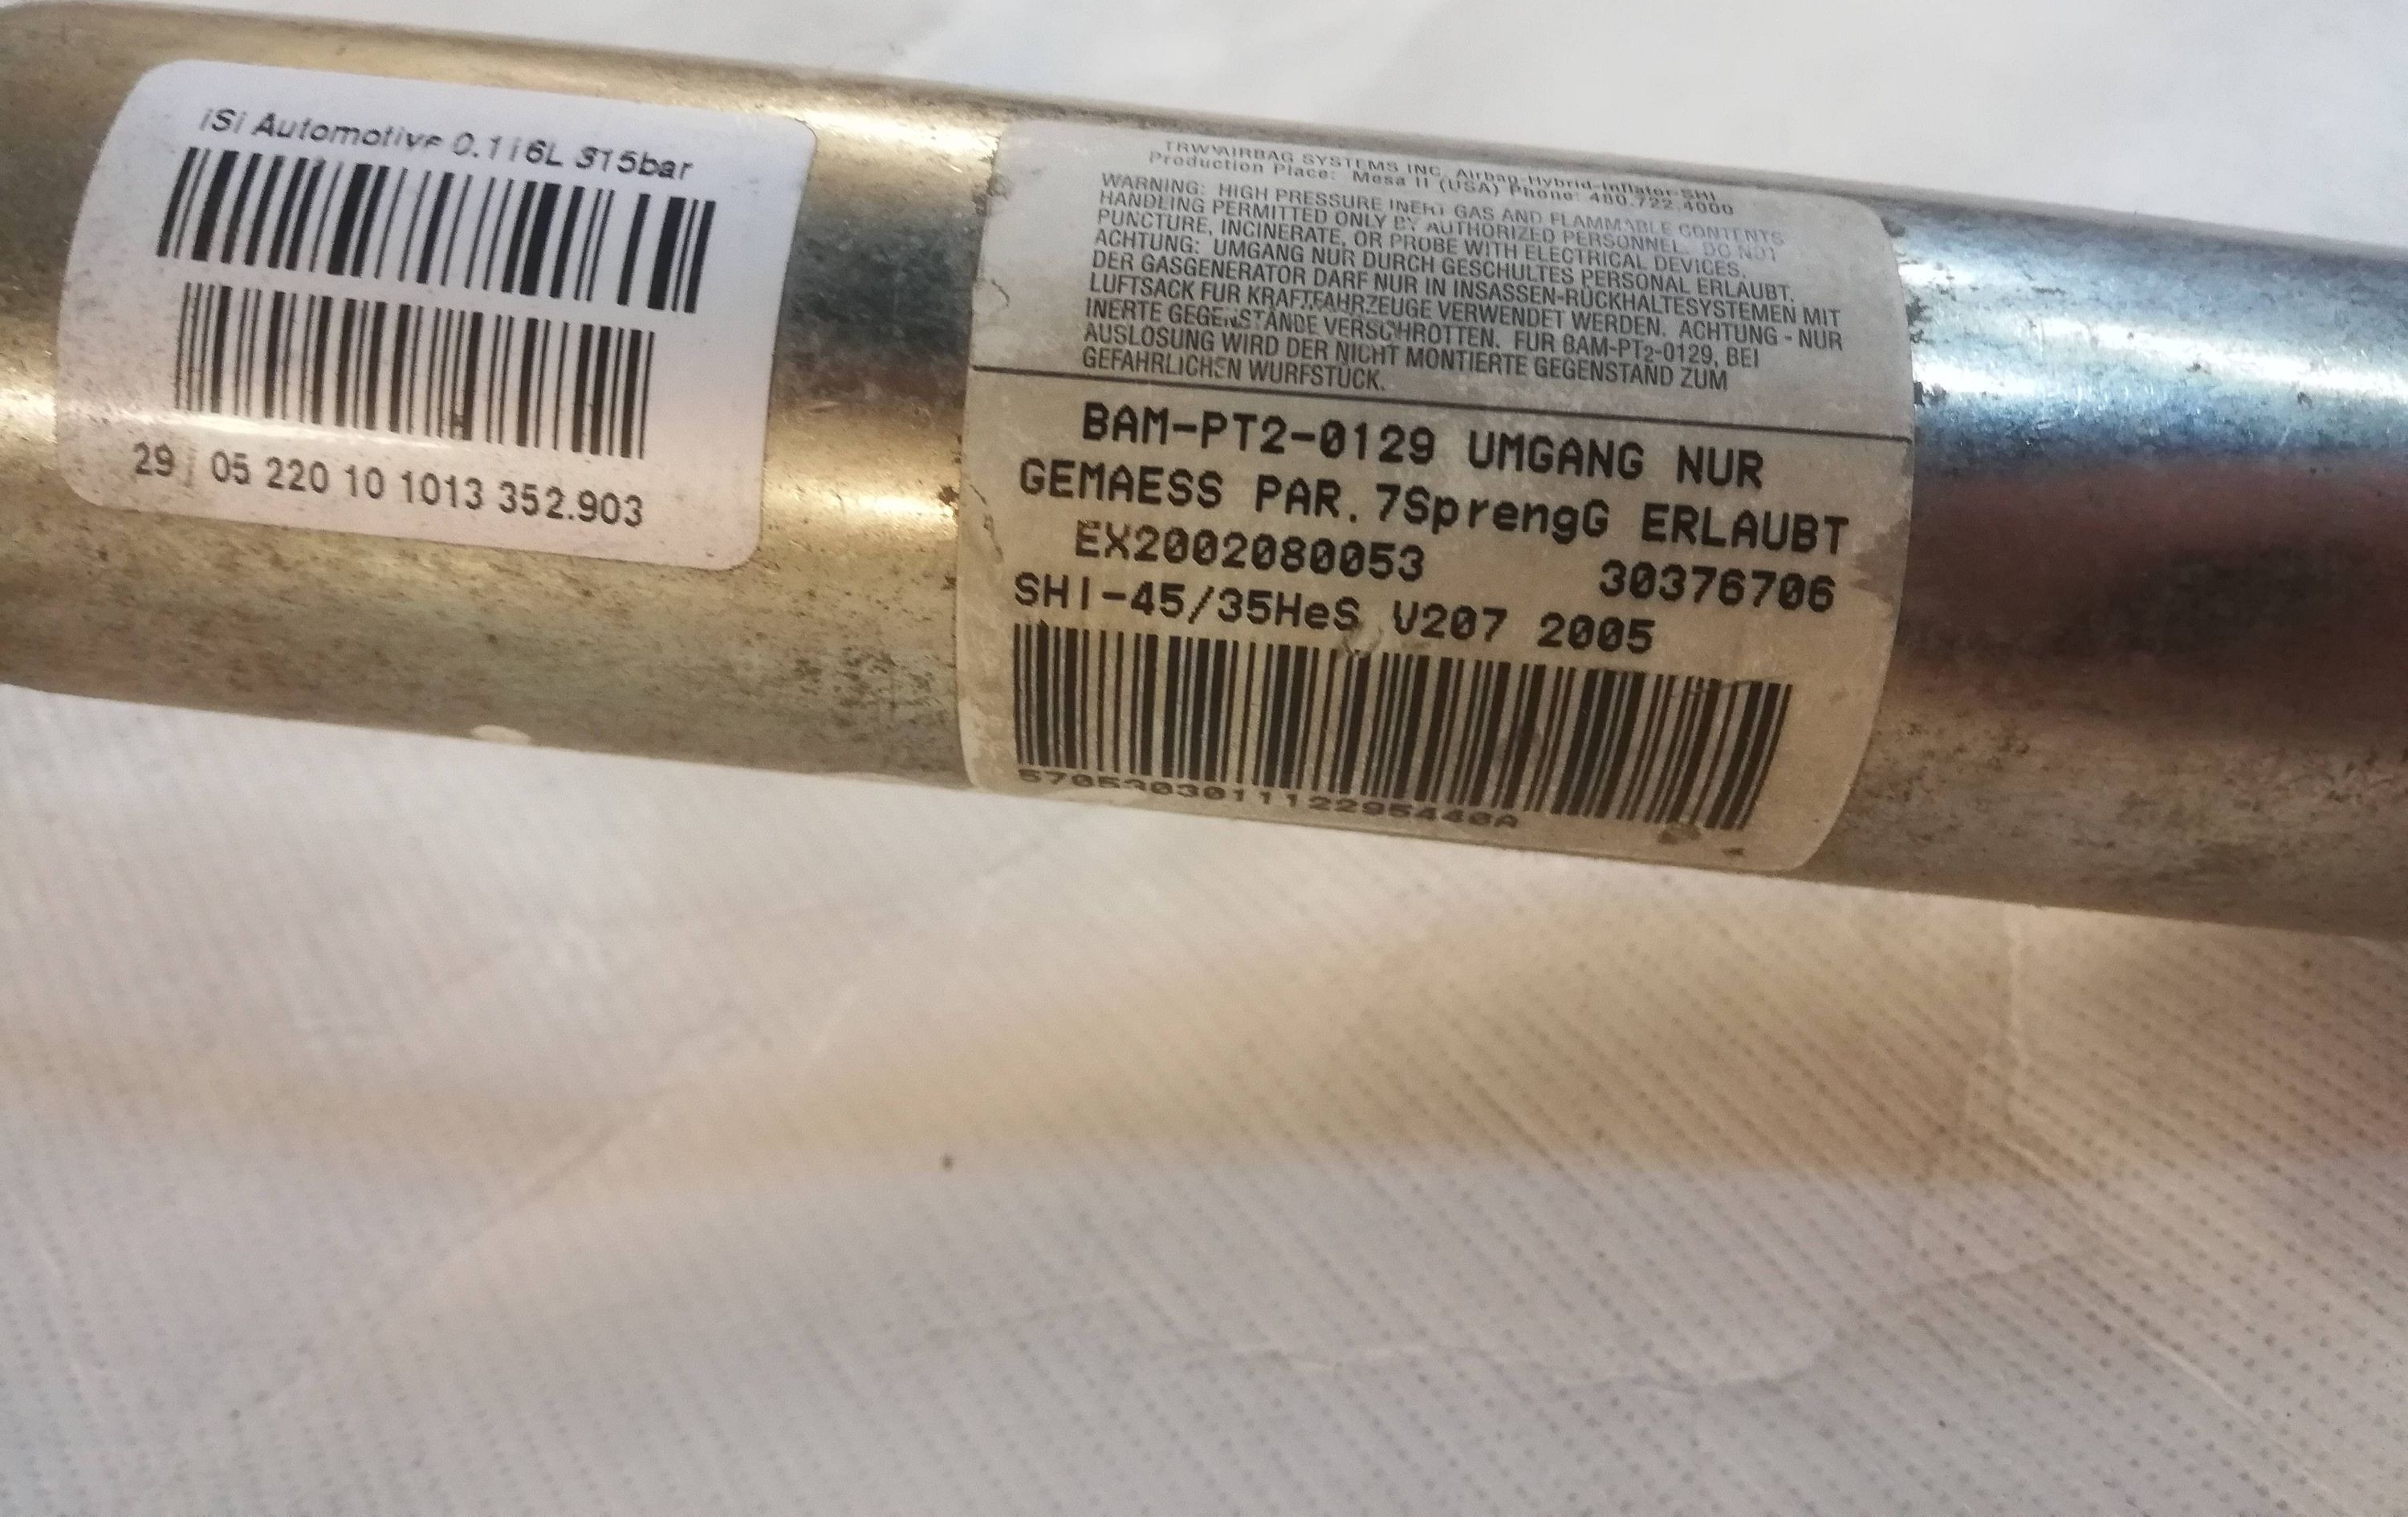 iSi Automotive 0.116L 315bar
29 05 220 10 1013 352.903
TRW AIRBAG SYSTEMS INC. Airbag-Hybrid-Inflator-SHI
Production Place: Mesa II (USA) Phone: 480.722.4000
WARNING: HIGH PRESSURE INERT GAS AND FLAMMABLE CONTENTS
HANDLING PERMITTED ONLY BY AUTHORIZED PERSONNEL. DO NOT
PUNCTURE, INCINERATE, OR PROBE WITH ELECTRICAL DEVICES.
ACHTUNG: UMGANG NUR DURCH GESCHULTES PERSONAL ERLAUBT.
DER GASGENERATOR DARF NUR IN INSASSEN-RÜCKHALTESYSTEMEN MIT
LUFTSACK FUR KRAFTFAHRZEUGE VERWENDET WERDEN. ACHTUNG - NUR
INERTE GEGENSTÄNDE VERSCHROTTEN. FUR BAM-PT2-0129, BEI
AUSLOSUNG WIRD DER NICHT MONTIERTE GEGENSTAND ZUM
GEFAHRLICHEN WURFSTUCK.
BAM-PT2-0129 UMGANG NUR
GEMAESS PAR. 7SprengG ERLAUBT
EX2002080053 30376706
SHI-45/35HeS V207 2005
570530301112295440A